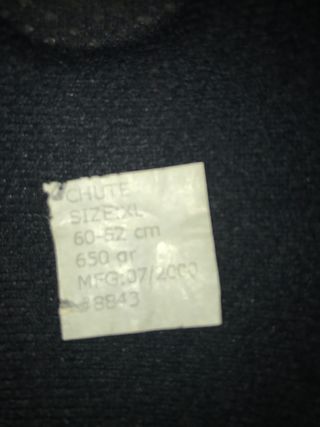 CHUTE
SIZE:XL
60-62 cm
650 gr
MFG:07/2000
#8843